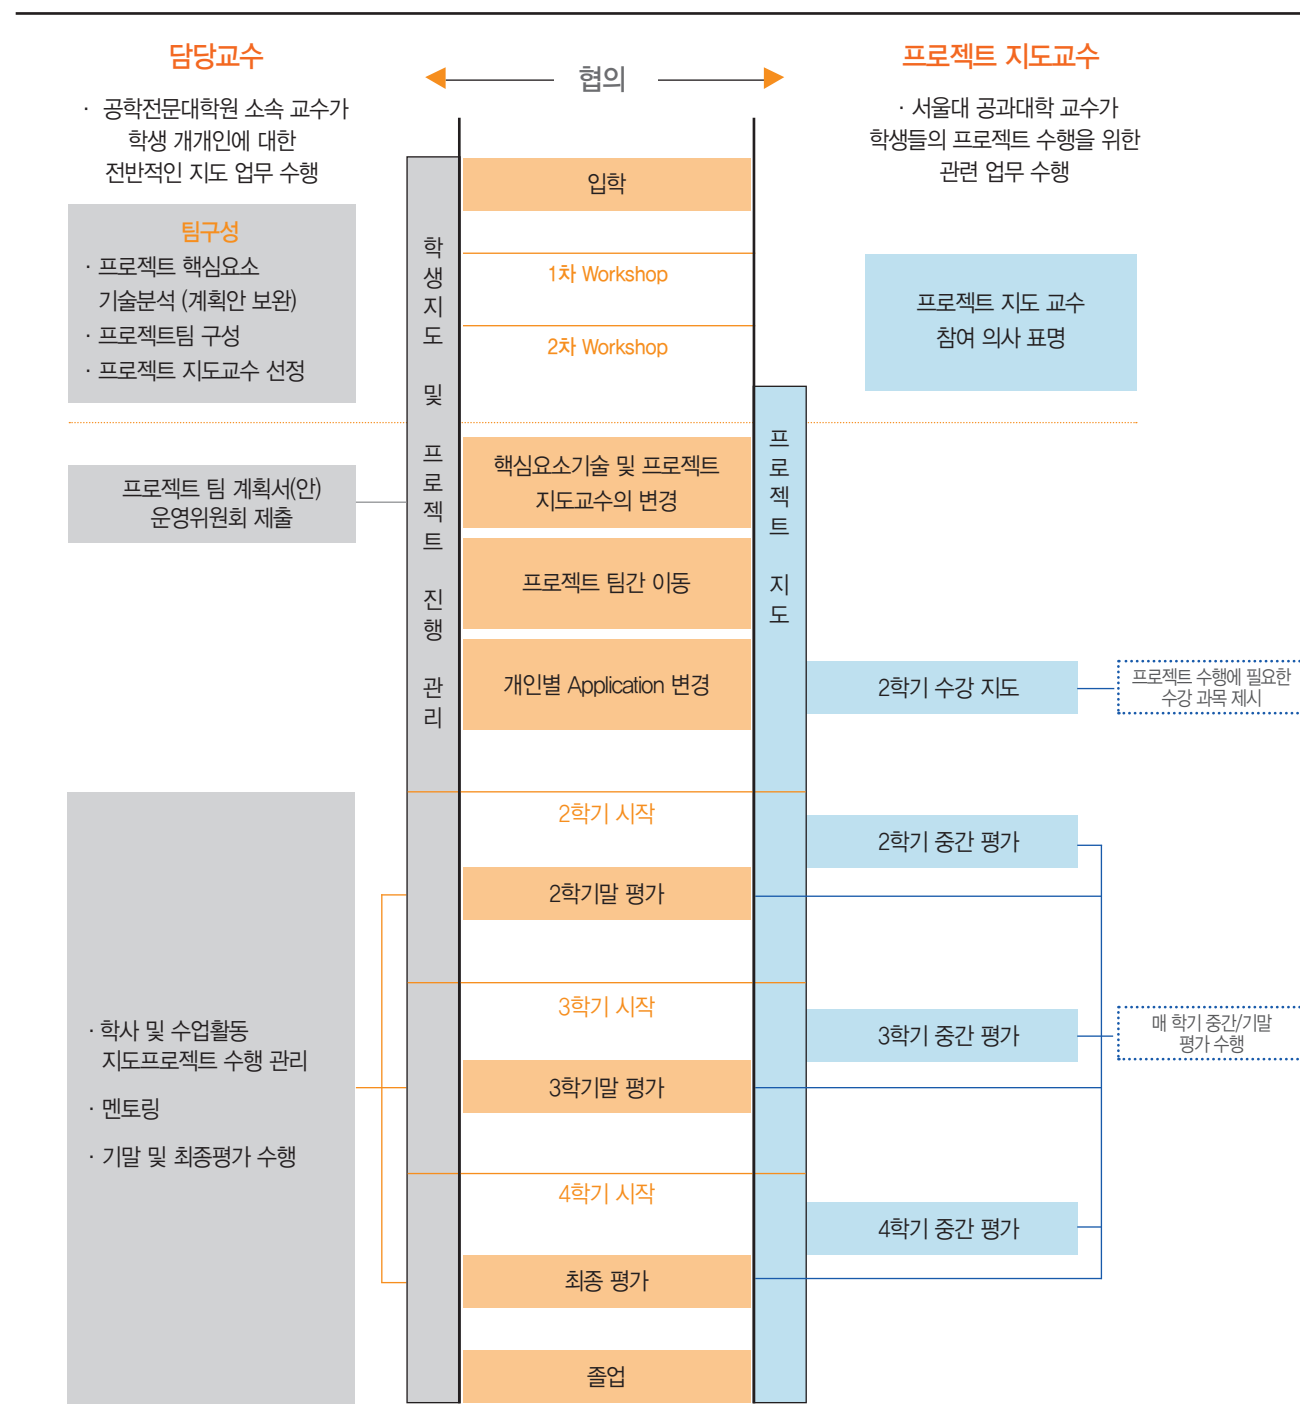 담당교수
협의
프로젝트 지도교수
· 공학전문대학원 소속 교수가
학생 개개인에 대한
전반적인 지도 업무 수행
· 서울대 공과대학 교수가
학생들의 프로젝트 수행을 위한
관련 업무 수행
팀구성
· 프로젝트 핵심요소
기술분석 (계획안 보완)
· 프로젝트팀 구성
· 프로젝트 지도교수 선정
프로젝트 팀 계획서(안)
운영위원회 제출
· 학사 및 수업활동
지도프로젝트 수행 관리
· 멘토링
· 기말 및 최종평가 수행
학생지도 및 프로젝트 진행 관리
입학
1차 Workshop
2차 Workshop
핵심요소기술 및 프로젝트
지도교수의 변경
프로젝트 팀간 이동
개인별 Application 변경
2학기 시작
2학기말 평가
3학기 시작
3학기말 평가
4학기 시작
최종 평가
졸업
프로젝트 지도
프로젝트 지도 교수
참여 의사 표명
2학기 수강 지도
프로젝트 수행에 필요한
수강 과목 제시
2학기 중간 평가
3학기 중간 평가
매 학기 중간/기말
평가 수행
4학기 중간 평가